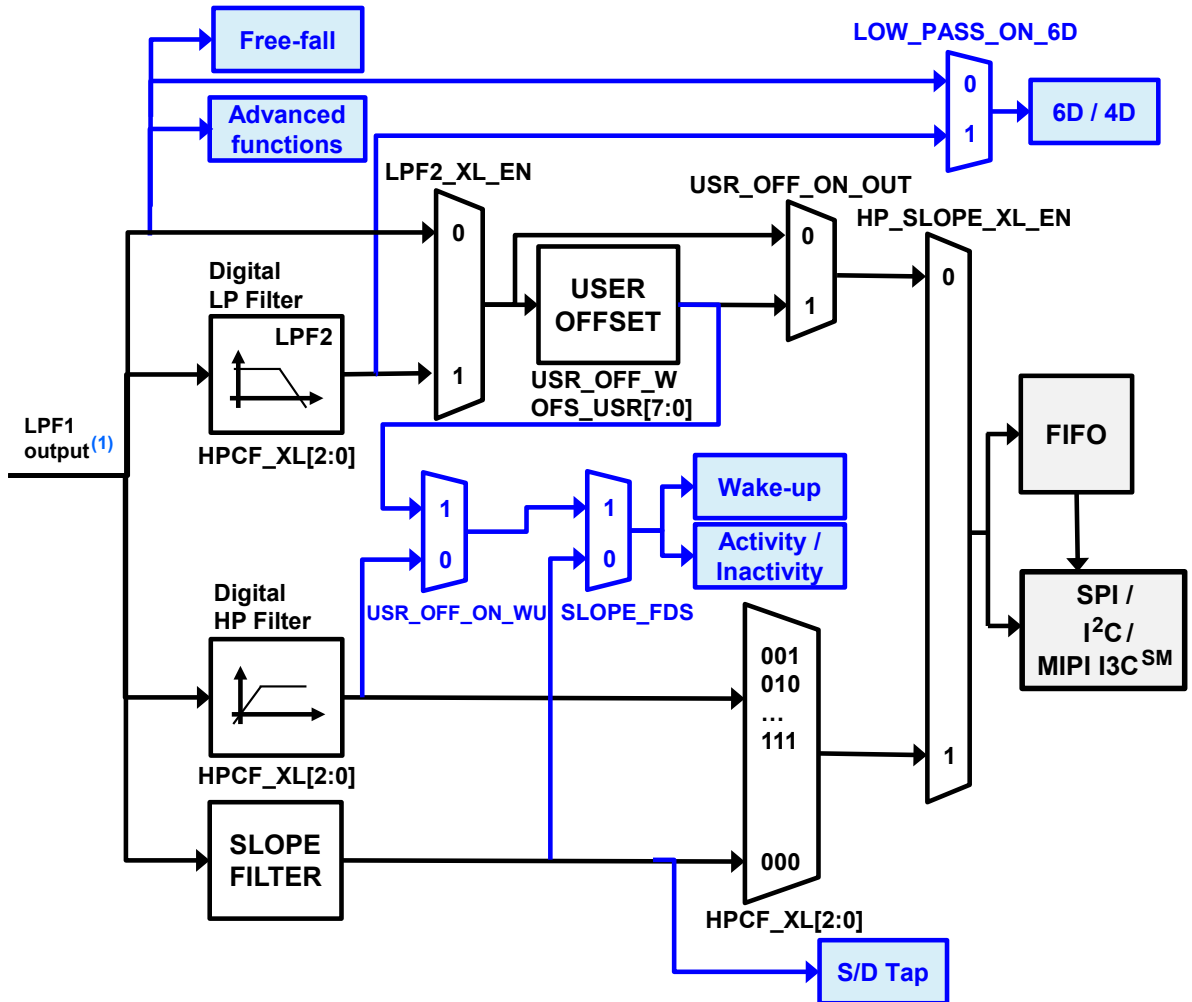 Free-fall
LOW_PASS_ON_6D
0
1
6D / 4D
Advanced
functions
LPF2_XL_EN
0
1
USR_OFF_ON_OUT
0
1
HP_SLOPE_XL_EN
0
1
Digital
LP Filter
LPF2
HPCF_XL[2:0]
USER
OFFSET
USR_OFF_W
OFS_USR[7:0]
LPF1
output(1)
FIFO
1
0
USR_OFF_ON_WU
1
0
SLOPE_FDS
Wake-up
Activity /
Inactivity
SPI /
I2C /
MIPI I3CSM
Digital
HP Filter
HPCF_XL[2:0]
001
010
...
111
000
HPCF_XL[2:0]
SLOPE
FILTER
S/D Tap